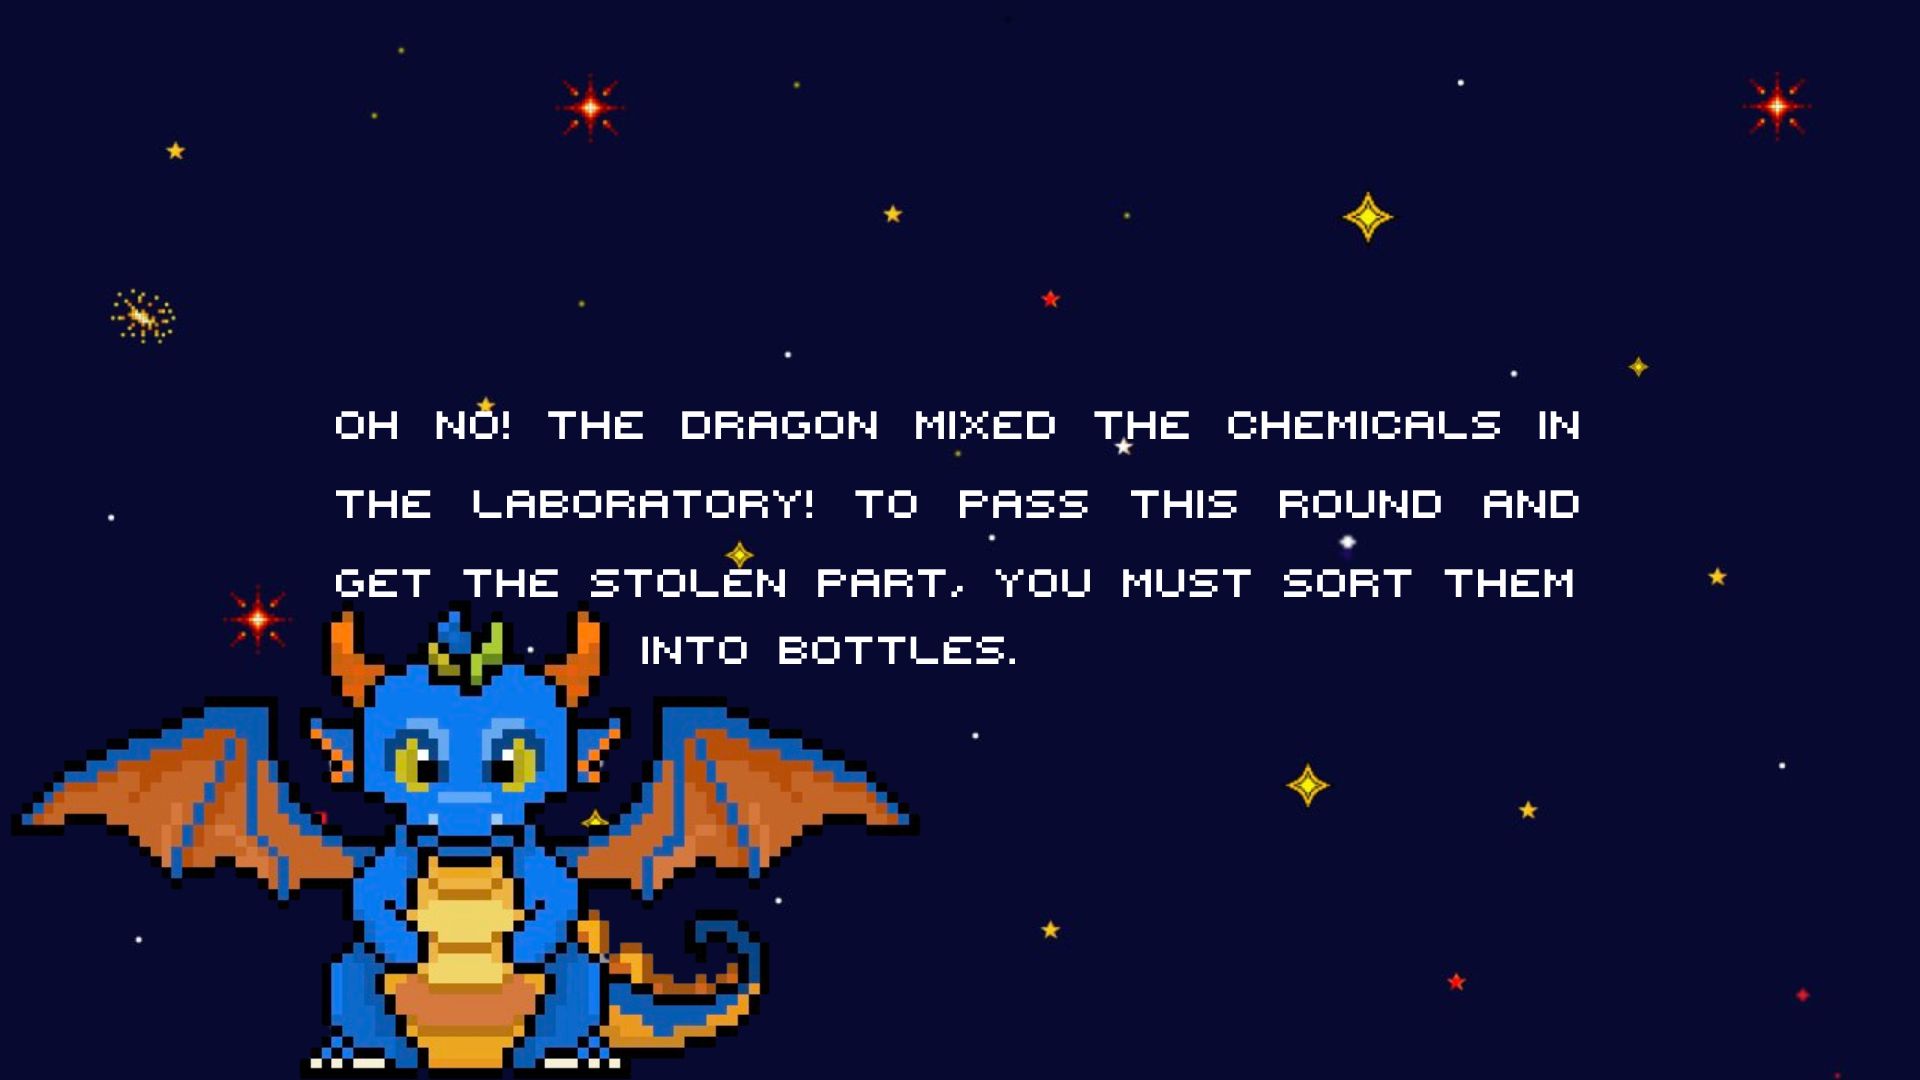 OH NO! THE DRAGON MIXED THE CHEMICALS IN
THE LABORATORY! TO PASS THIS ROUND AND
GET THE STOLEN PART, YOU MUST SORT THEM
INTO BOTTLES.